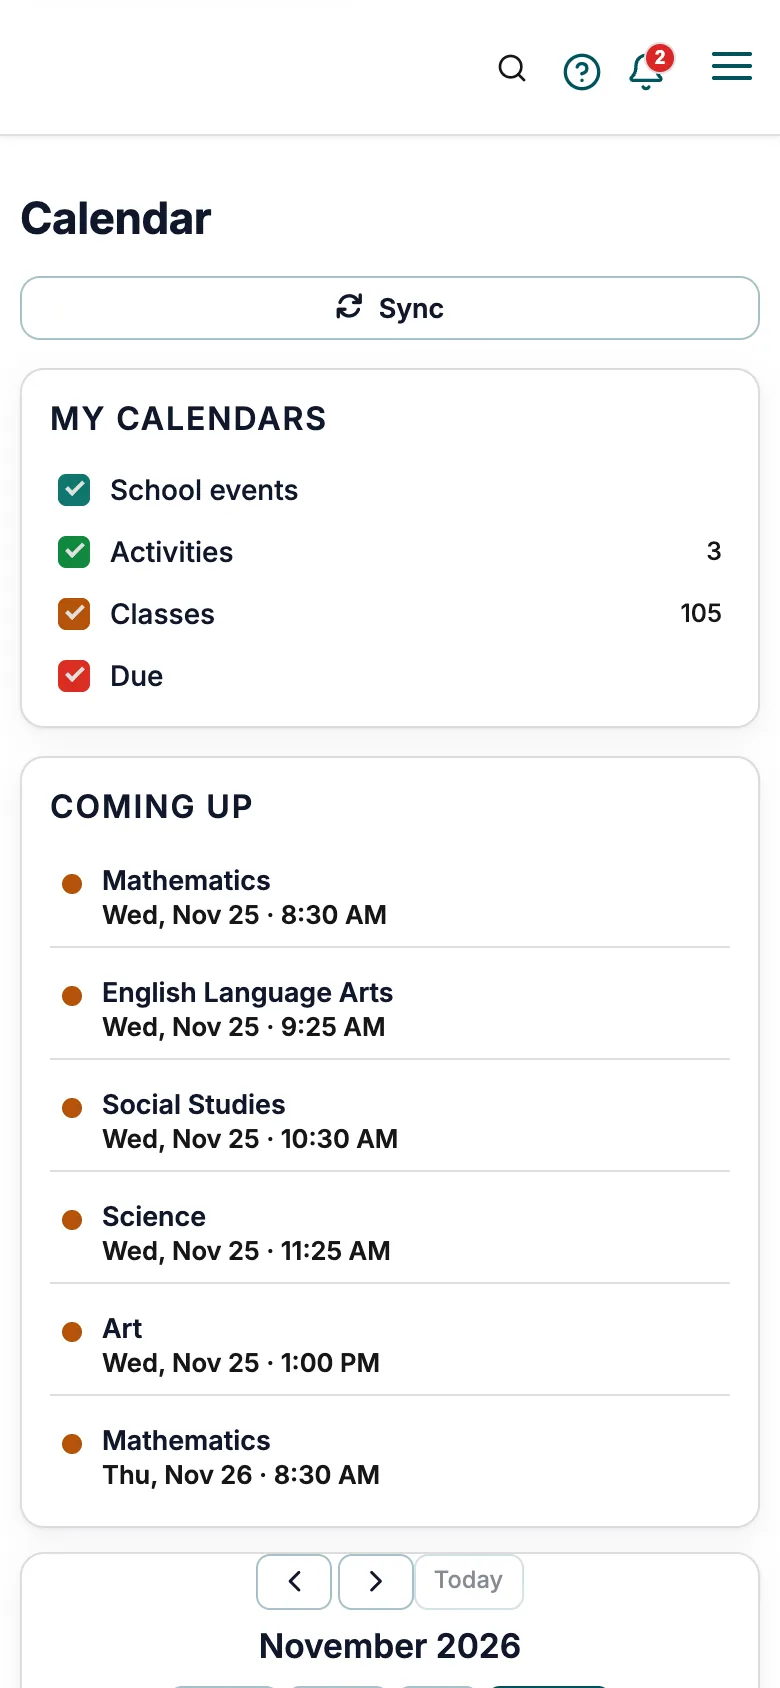 2
Calendar
Sync
MY CALENDARS
School events
Activities 3
Classes 105
Due
COMING UP
Mathematics
Wed, Nov 25 · 8:30 AM
English Language Arts
Wed, Nov 25 · 9:25 AM
Social Studies
Wed, Nov 25 · 10:30 AM
Science
Wed, Nov 25 · 11:25 AM
Art
Wed, Nov 25 · 1:00 PM
Mathematics
Thu, Nov 26 · 8:30 AM
Today
November 2026